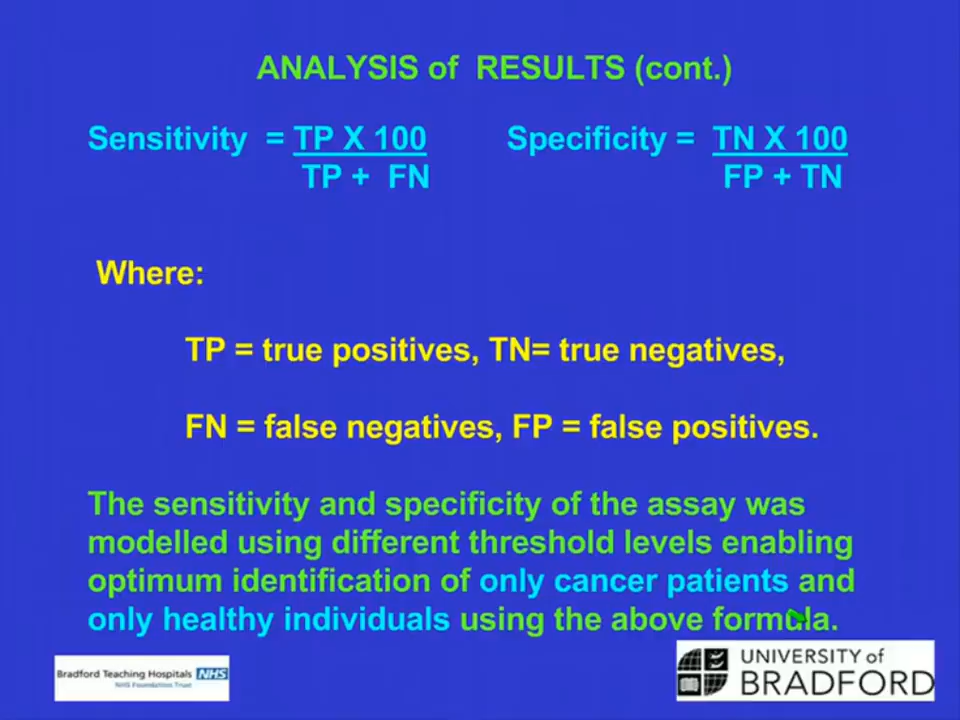 ANALYSIS of RESULTS (cont.)
Sensitivity = TP X 100 Specificity = TN X 100
TP + FN FP + TN
Where:
TP = true positives, TN= true negatives,
FN = false negatives, FP = false positives.
The sensitivity and specificity of the assay was
modelled using different threshold levels enabling
optimum identification of only cancer patients and
only healthy individuals using the above formula.
Bradford Teaching Hospitals NHS
NHS Foundation Trust
UNIVERSITY of
BRADFORD